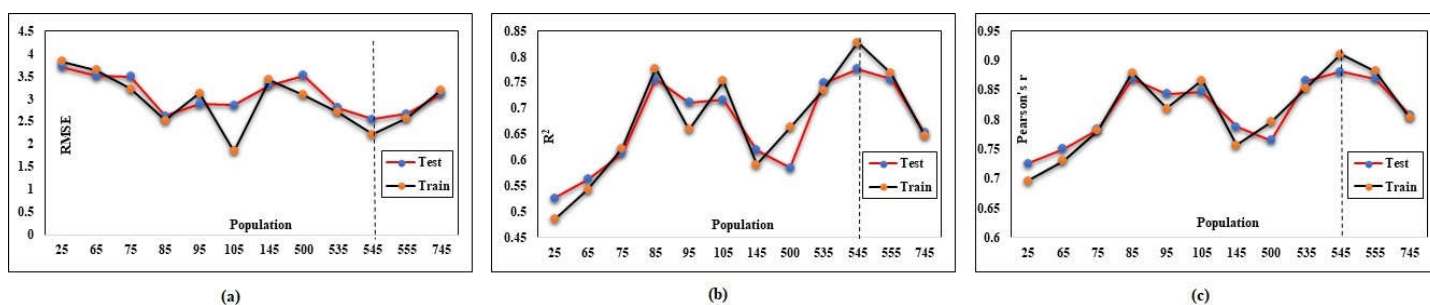 4.5
4
3.5
3
2.5
2
1.5
1
0.5
0
RMSE
Test
Train
Population
25 65 75 85 95 105 145 500 535 545 555 745
(a)
0.85
0.8
0.75
0.7
0.65
0.6
0.55
0.5
0.45
R²
Test
Train
Population
25 65 75 85 95 105 145 500 535 545 555 745
(b)
0.95
0.9
0.85
0.8
0.75
0.7
0.65
0.6
Pearson's r
Test
Train
Population
25 65 75 85 95 105 145 500 535 545 555 745
(c)